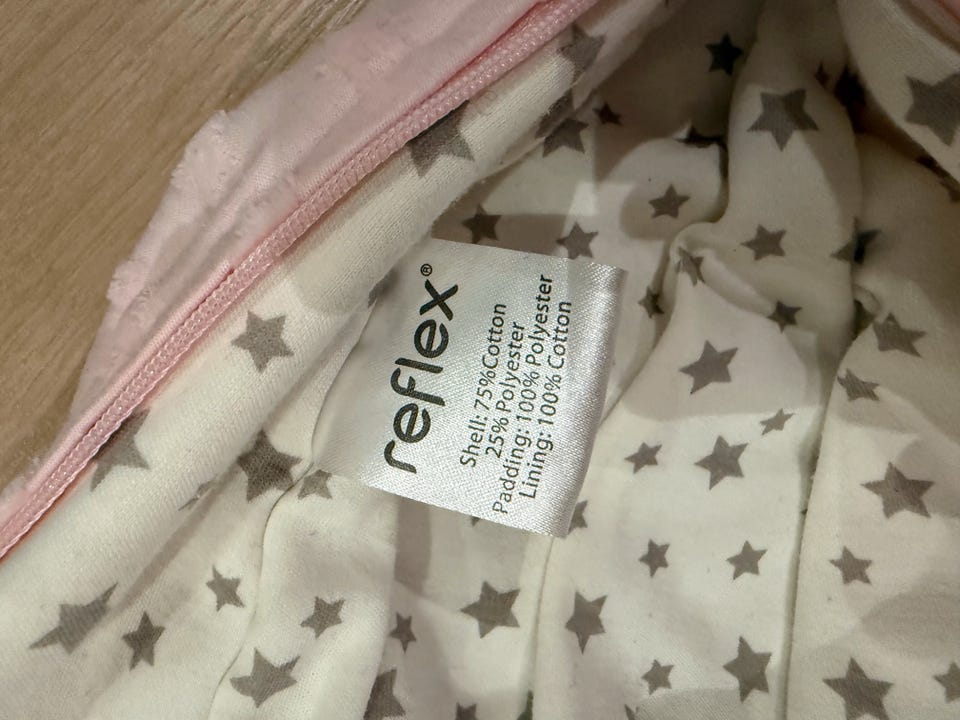 reflex®
Shell: 75%Cotton
25% Polyester
Padding: 100% Polyester
Lining: 100% Cotton